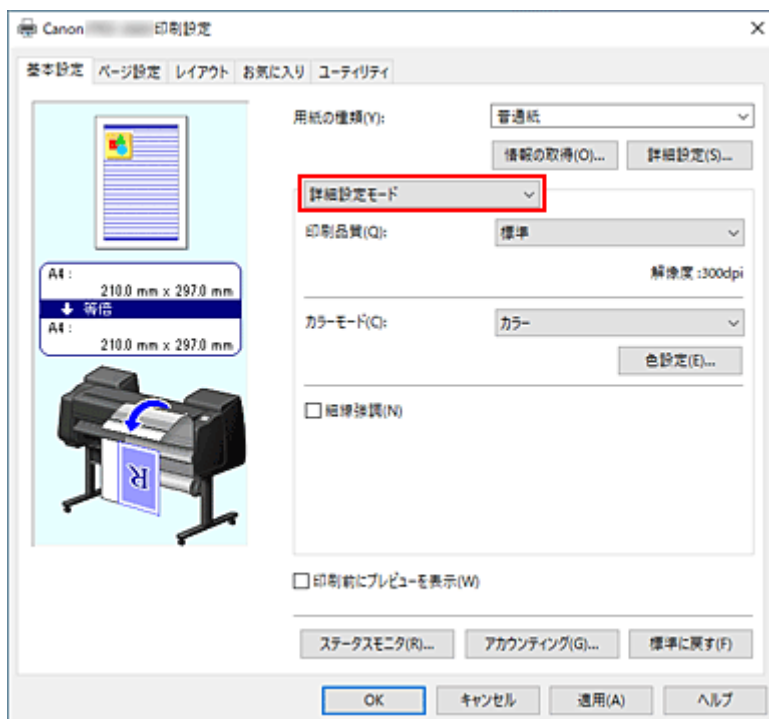 Canon 印刷設定
基本設定 ページ設定 レイアウト お気に入り ユーティリティ
用紙の種類(Y): 普通紙
情報の取得(O)... 詳細設定(S)...
詳細設定モード
印刷品質(Q): 標準
解像度 :300dpi
A4 :
210.0 mm x 297.0 mm
等倍
A4 :
210.0 mm x 297.0 mm
カラーモード(C): カラー
色設定(E)...
細線強調(N)
R
印刷前にプレビューを表示(W)
ステータスモニタ(R)... アカウンティング(G)... 標準に戻す(F)
OK キャンセル 適用(A) ヘルプ